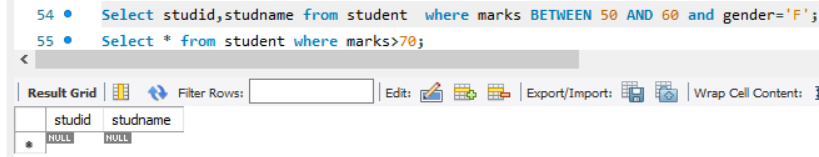 54 Select studid,studname from student where marks BETWEEN 50 AND 60 and gender='F';
55 Select * from student where marks>70;
Result Grid Filter Rows: Edit: Export/Import: Wrap Cell Content:
studid studname
NULL NULL